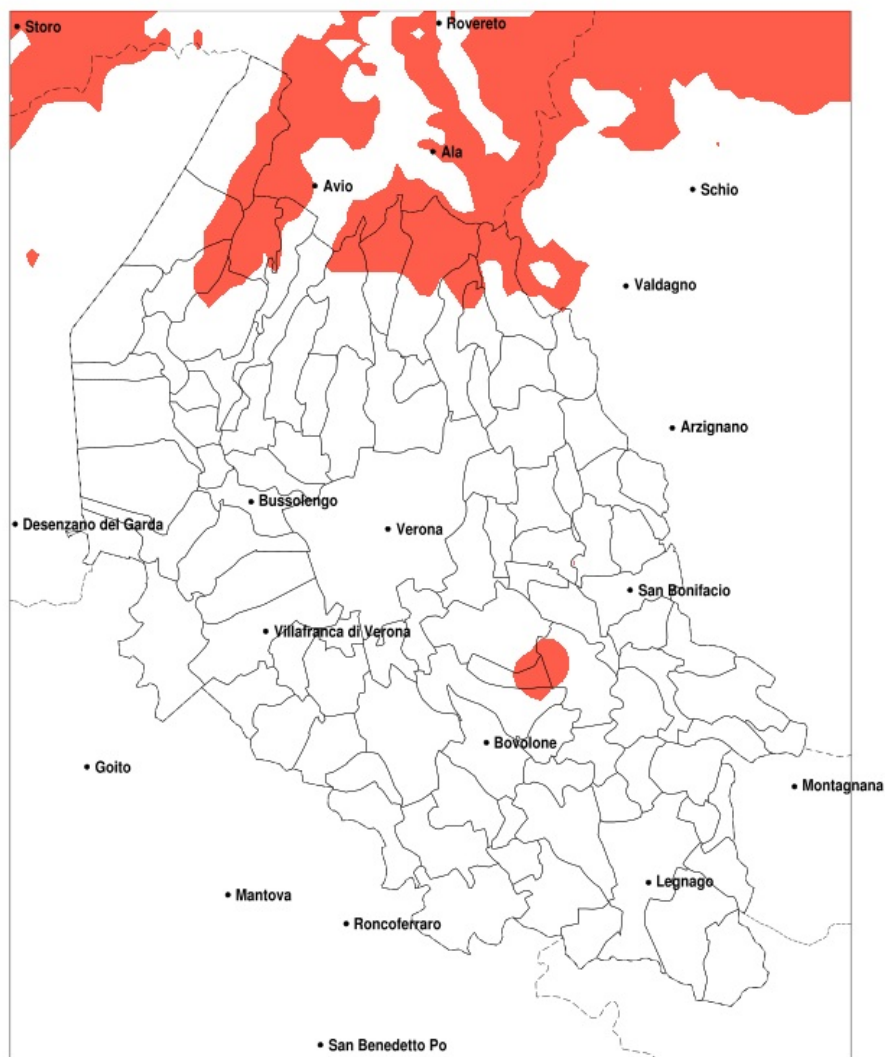 Storo
Rovereto
Ala
Avio
Schio
Valdagno
Arzignano
Bussolengo
Desenzano del Garda
Verona
San Bonifacio
Villafranca di Verona
Bovolone
Goito
Montagnana
Legnago
Mantova
Roncoferraro
San Benedetto Po